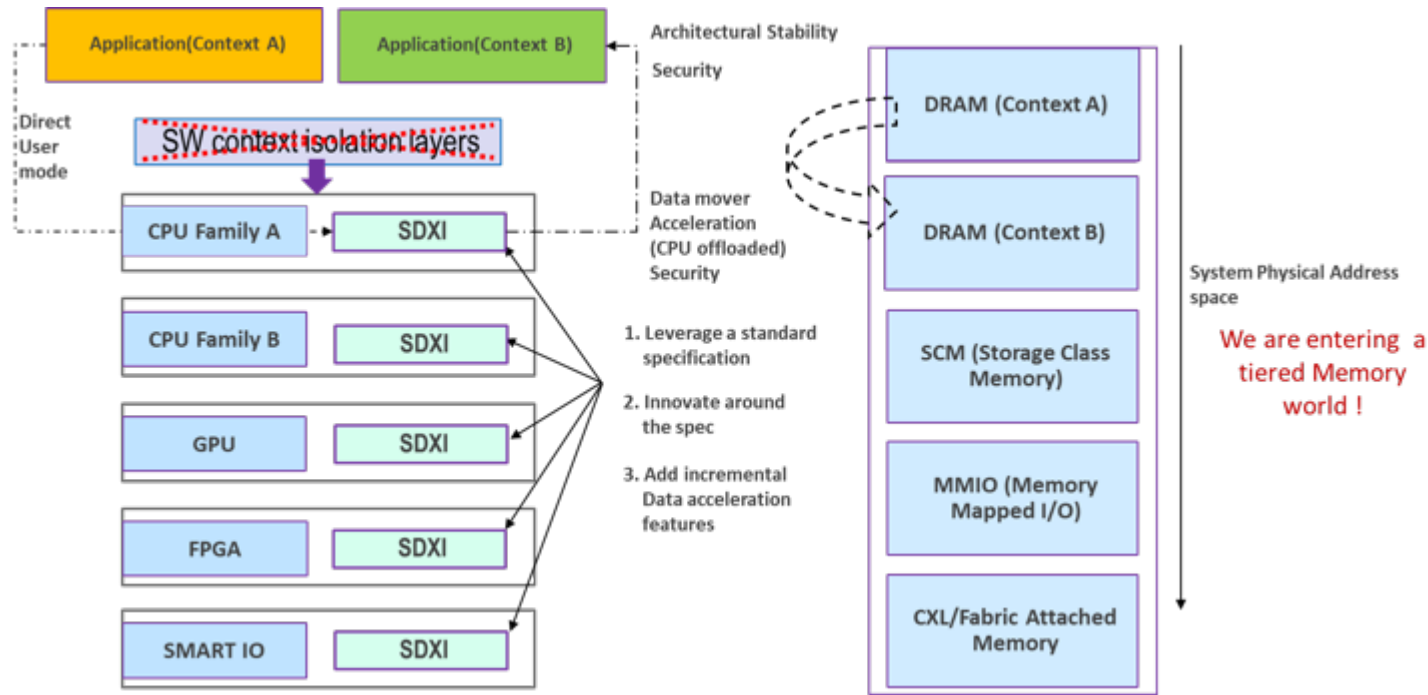 Application(Context A)
Application(Context B)
Architectural Stability
Security
Direct
User
mode
SW context isolation layers
CPU Family A
SDXI
Data mover
Acceleration
(CPU offloaded)
Security
CPU Family B
SDXI
GPU
SDXI
FPGA
SDXI
SMART IO
SDXI
1. Leverage a standard
specification
2. Innovate around
the spec
3. Add incremental
Data acceleration
features
DRAM (Context A)
DRAM (Context B)
SCM (Storage Class
Memory)
MMIO (Memory
Mapped I/O)
CXL/Fabric Attached
Memory
System Physical Address
space
We are entering a
tiered Memory
world !